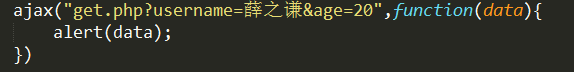 ajax("get.php?username=薛之谦&age=20",function(data){
    alert(data);
})